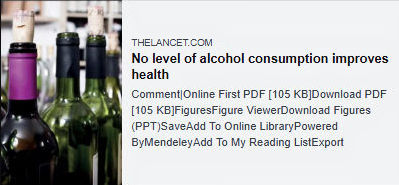 THELANCET.COM
No level of alcohol consumption improves
health
Comment|Online First PDF [105 KB]Download PDF
[105 KB]FiguresFigure ViewerDownload Figures
(PPT)SaveAdd To Online LibraryPowered
ByMendeleyAdd To My Reading ListExport